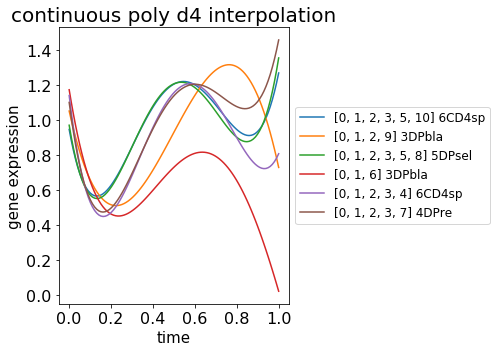 continuous poly d4 interpolation
gene expression
1.4
1.2
1.0
0.8
0.6
0.4
0.2
0.0
0.0 0.2 0.4 0.6 0.8 1.0
time
[0, 1, 2, 3, 5, 10] 6CD4sp
[0, 1, 2, 9] 3DPbla
[0, 1, 2, 3, 5, 8] 5DPsel
[0, 1, 6] 3DPbla
[0, 1, 2, 3, 4] 6CD4sp
[0, 1, 2, 3, 7] 4DPre